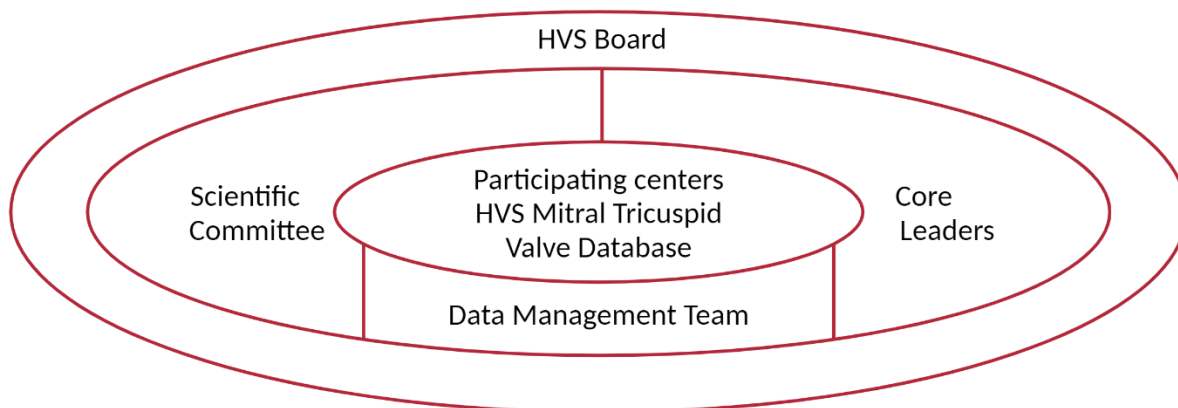 HVS Board
Scientific
Committee
Participating centers
HVS Mitral Tricuspid
Valve Database
Core
Leaders
Data Management Team